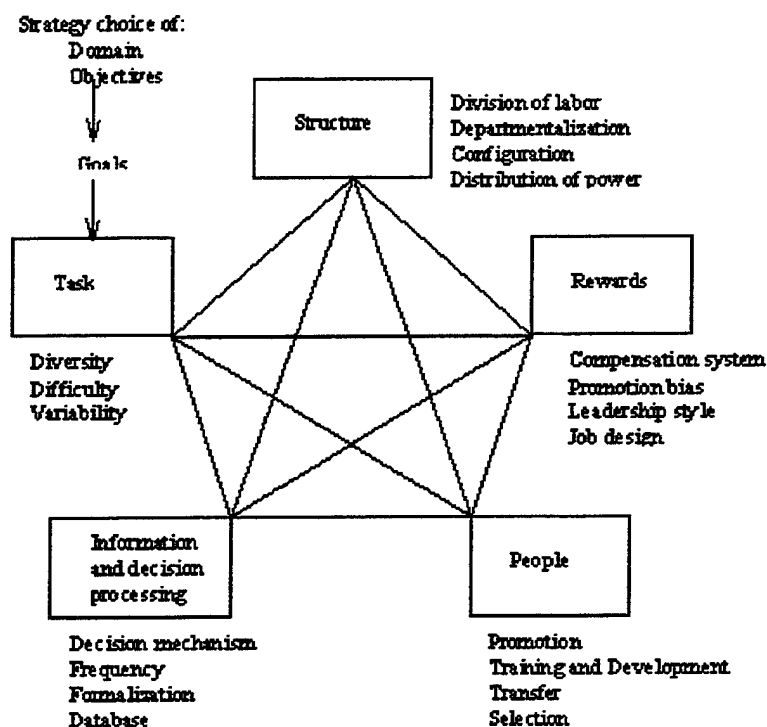 Strategy choice of:
Domain
Objectives
Goals
Structure
Division of labor
Departmentalization
Configuration
Distribution of power
Task
Diversity
Difficulty
Variability
Rewards
Compensation system
Promotion bias
Leadership style
Job design
Information
and decision
processing
Decision mechanism
Frequency
Formalization
Database
People
Promotion
Training and Development
Transfer
Selection